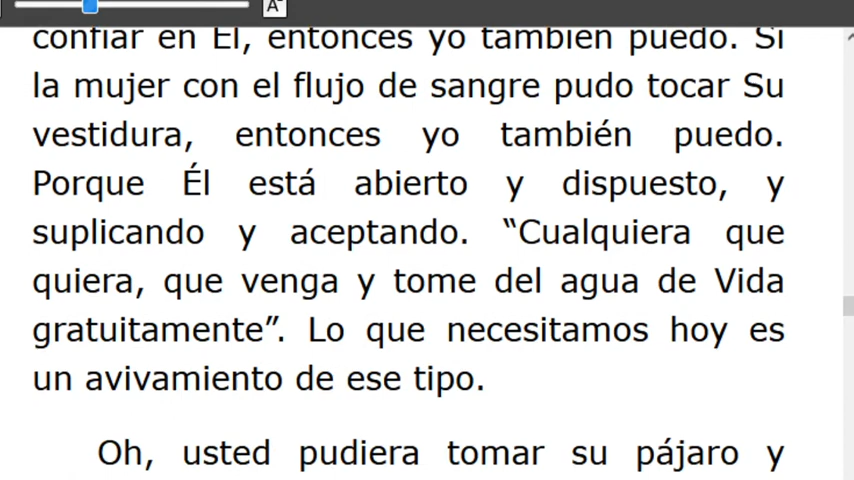 A
confiar en Él, entonces yo también puedo. Si
la mujer con el flujo de sangre pudo tocar Su
vestidura, entonces yo también puedo.
Porque Él está abierto y dispuesto, y
suplicando y aceptando. “Cualquiera que
quiera, que venga y tome del agua de Vida
gratuitamente”. Lo que necesitamos hoy es
un avivamiento de ese tipo.
Oh, usted pudiera tomar su pájaro y